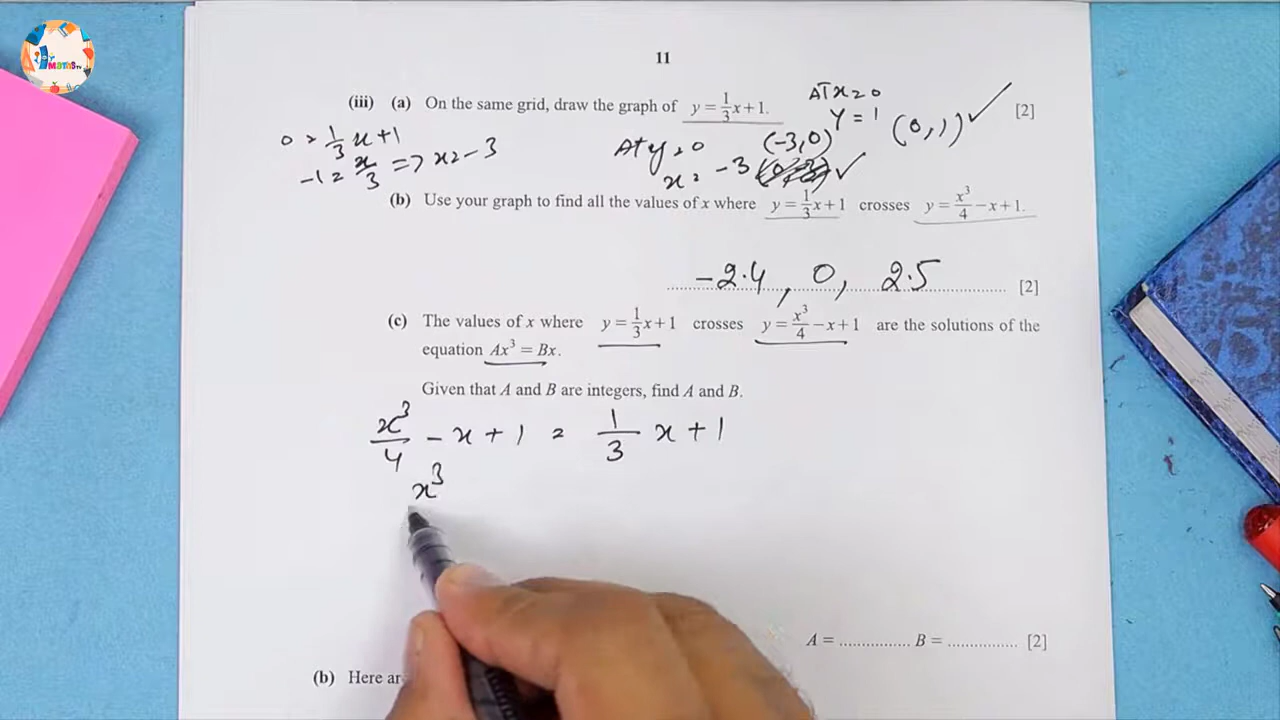 11
(iii) (a) On the same grid, draw the graph of y = 1/3 x + 1. [2]
AT x = 0
y = 1 (0, 1) ✓
0 = 1/3 x + 1
-1 = x/3 => x = -3
At y = 0 (-3, 0)
x = -3 ✓
(b) Use your graph to find all the values of x where y = 1/3 x + 1 crosses y = x³/4 − x + 1.
-2.4 , 0, 2.5 [2]
(c) The values of x where y = 1/3 x + 1 crosses y = x³/4 − x + 1 are the solutions of the
equation Ax³ = Bx.
Given that A and B are integers, find A and B.
x³/4 - x + 1 = 1/3 x + 1
x³
A = .............. B = .............. [2]
(b) Here ar